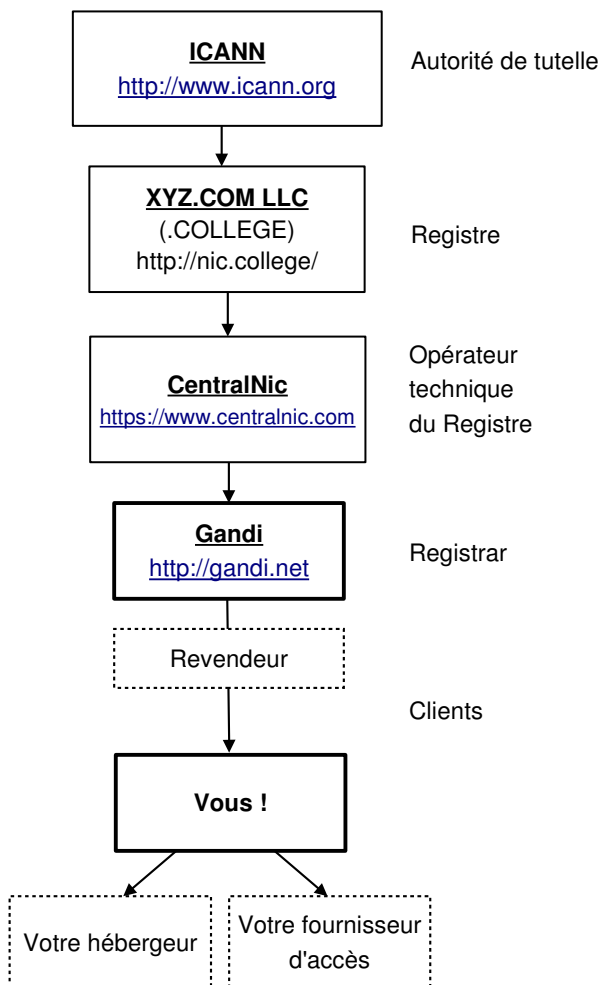 ICANN
http://www.icann.org
Autorité de tutelle
XYZ.COM LLC
(.COLLEGE)
http://nic.college/
Registre
CentralNic
https://www.centralnic.com
Opérateur
technique
du Registre
Gandi
http://gandi.net
Registrar
Revendeur
Clients
Vous !
Votre hébergeur
Votre fournisseur
d'accès